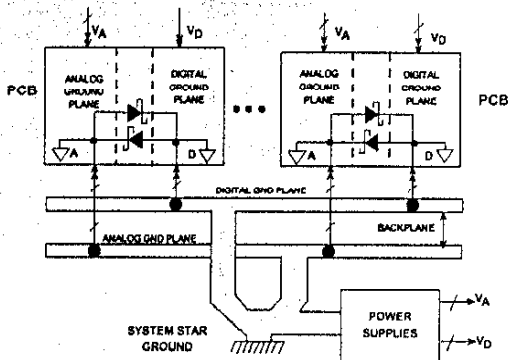 VA VD VA VD
PCB ANALOG GROUND PLANE DIGITAL GROUND PLANE ANALOG GROUND PLANE DIGITAL GROUND PLANE PCB
A D A D
DIGITAL GND PLANE
BACKPLANE
ANALOG GND PLANE
SYSTEM STAR GROUND
POWER SUPPLIES
VA
VD